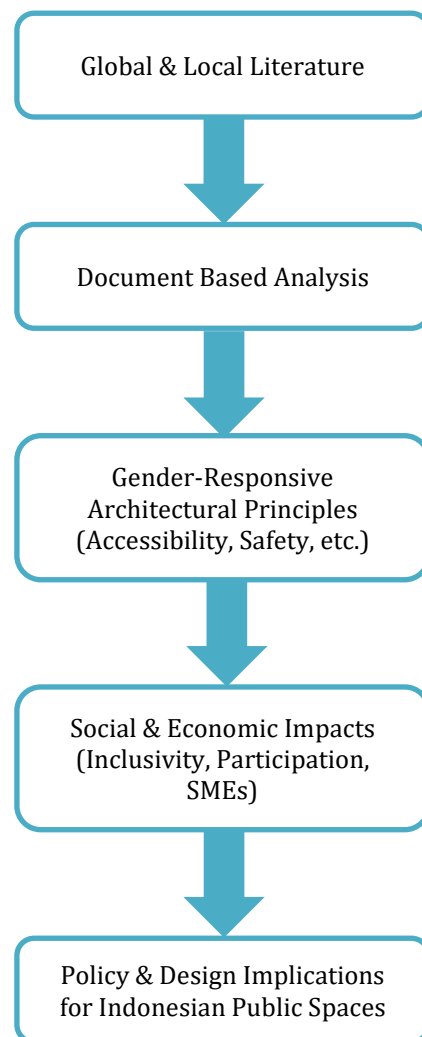 Global & Local Literature
Document Based Analysis
Gender-Responsive
Architectural Principles
(Accessibility, Safety, etc.)
Social & Economic Impacts
(Inclusivity, Participation,
SMEs)
Policy & Design Implications
for Indonesian Public Spaces